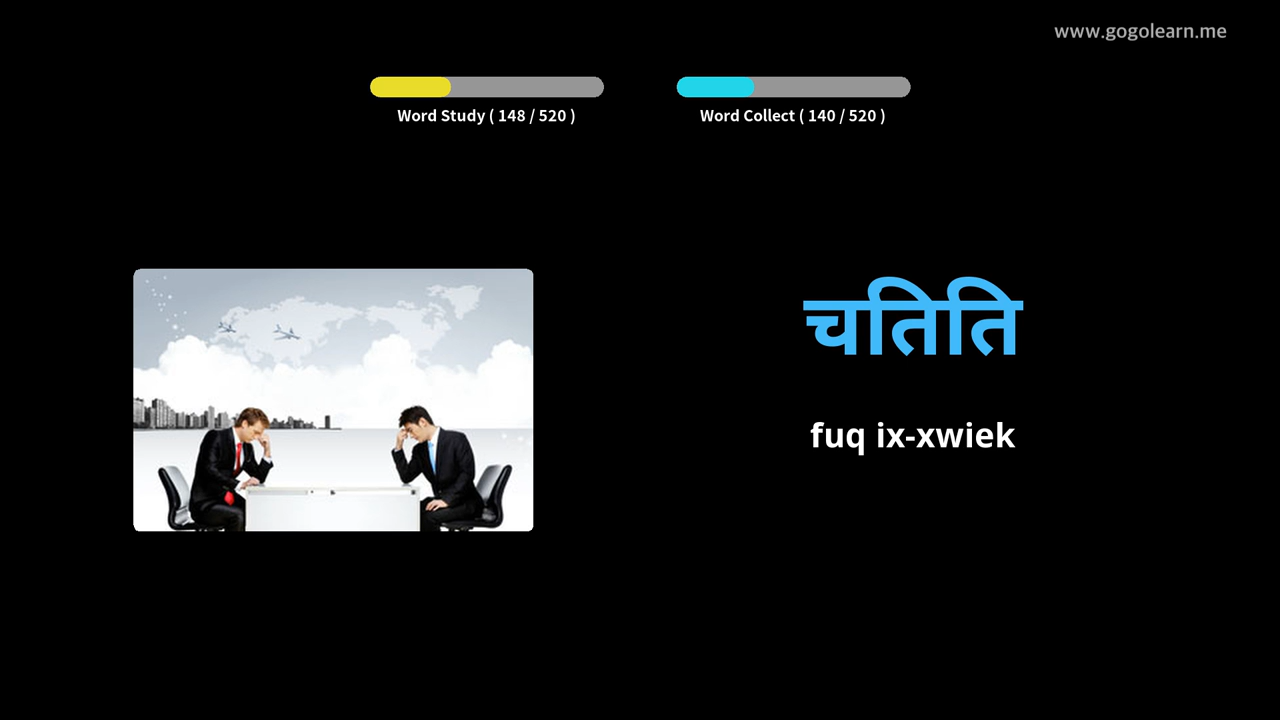 www.gogolearn.me
Word Study ( 148 / 520 )
Word Collect ( 140 / 520 )
चतिति
fuq ix-xwiek